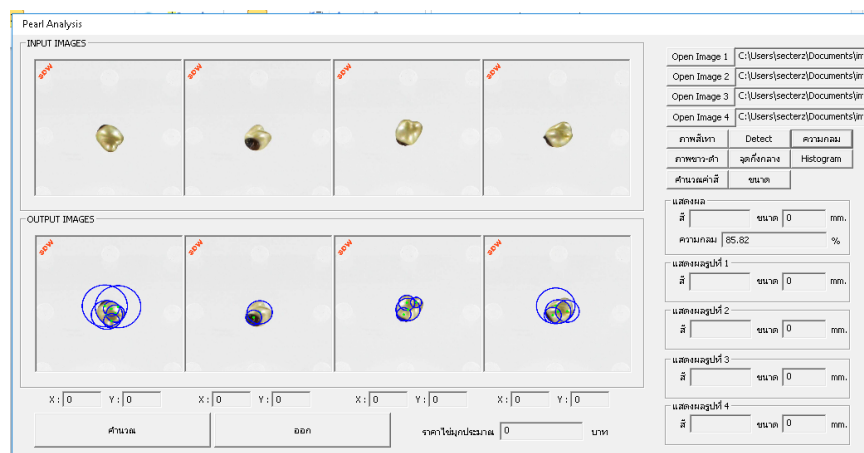 Pearl Analysis
INPUT IMAGES
Open Image 1 C:\Users\secterz\Documents\im
Open Image 2 C:\Users\secterz\Documents\im
Open Image 3 C:\Users\secterz\Documents\im
Open Image 4 C:\Users\secterz\Documents\im
ภาพสีเทา Detect ความกลม
ภาพขาว-ดำ จุดกึ่งกลาง Histogram
คำนวณค่าสี ขนาด
แสดงผล
สี ขนาด 0 mm.
ความกลม 85.82 %
OUTPUT IMAGES
แสดงผลรูปที่ 1
สี ขนาด 0 mm.
แสดงผลรูปที่ 2
สี ขนาด 0 mm.
แสดงผลรูปที่ 3
สี ขนาด 0 mm.
แสดงผลรูปที่ 4
สี ขนาด 0 mm.
X : 0 Y : 0 X : 0 Y : 0 X : 0 Y : 0 X : 0 Y : 0
คำนวณ ออก ราคาไข่มุกประมาณ 0 บาท